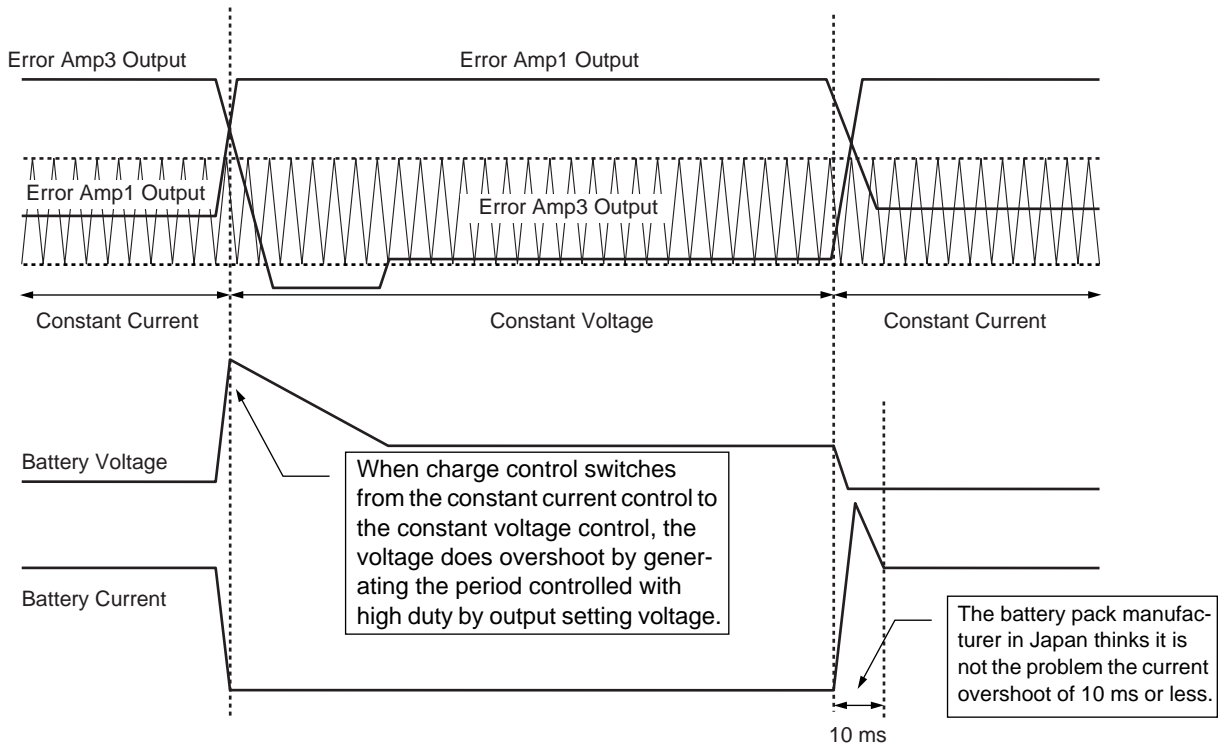 Error Amp3 Output
Error Amp1 Output
Error Amp1 Output
Error Amp3 Output
Constant Current
Constant Voltage
Constant Current
Battery Voltage
When charge control switches
from the constant current control to
the constant voltage control, the
voltage does overshoot by gener-
ating the period controlled with
high duty by output setting voltage.
Battery Current
The battery pack manufac-
turer in Japan thinks it is
not the problem the current
overshoot of 10 ms or less.
10 ms